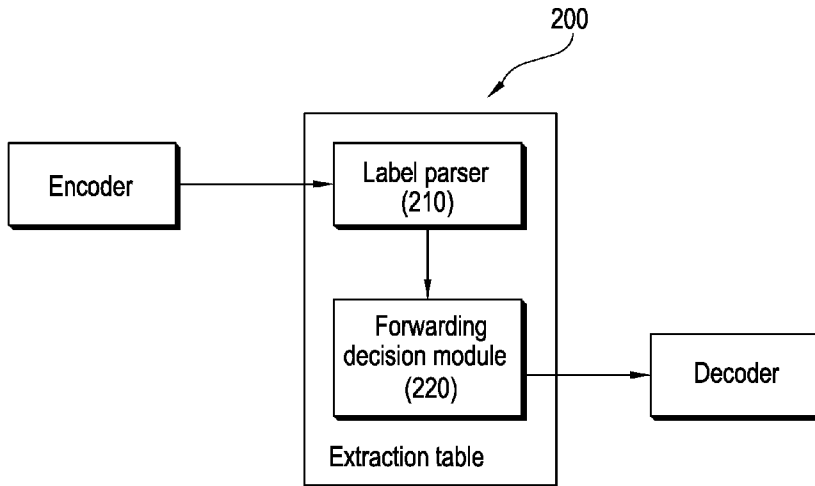 200
Encoder
Label parser
(210)
Forwarding
decision module
(220)
Decoder
Extraction table